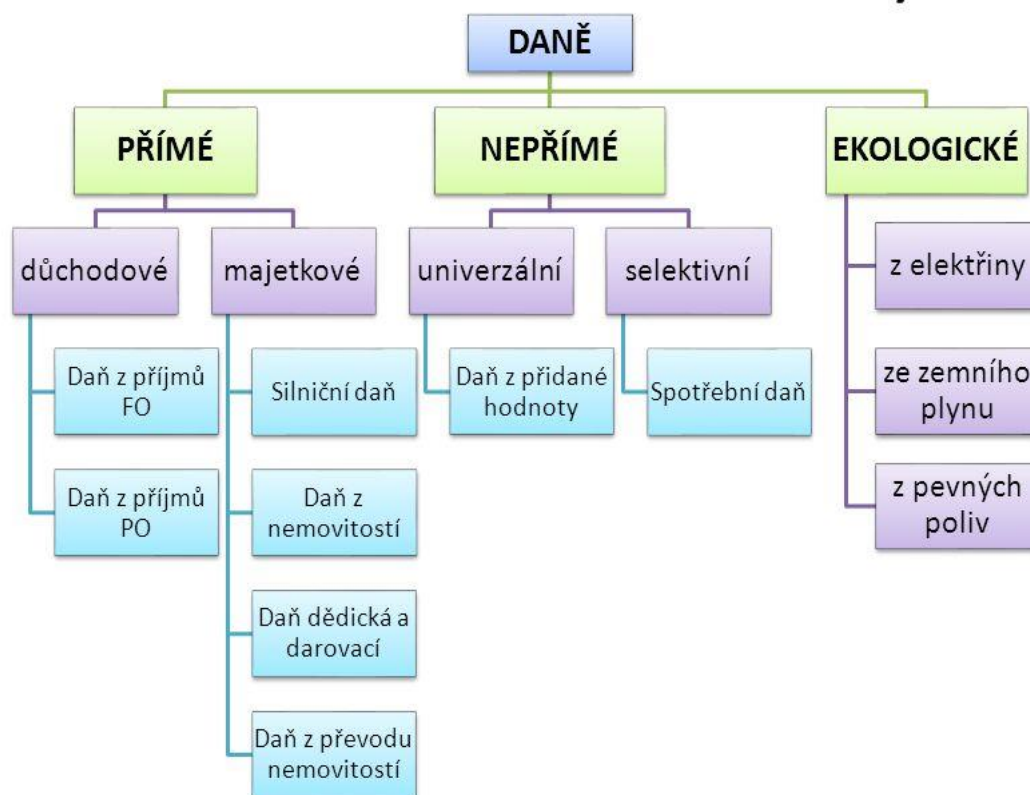 DANĚ
PŘÍMÉ
NEPŘÍMÉ
EKOLOGICKÉ
důchodové
majetkové
univerzální
selektivní
z elektřiny
ze zemního
plynu
z pevných
poliv
Daň z příjmů
FO
Daň z příjmů
PO
Silniční daň
Daň z
nemovitostí
Daň dědická a
darovací
Daň z převodu
nemovitostí
Daň z přidané
hodnoty
Spotřební daň